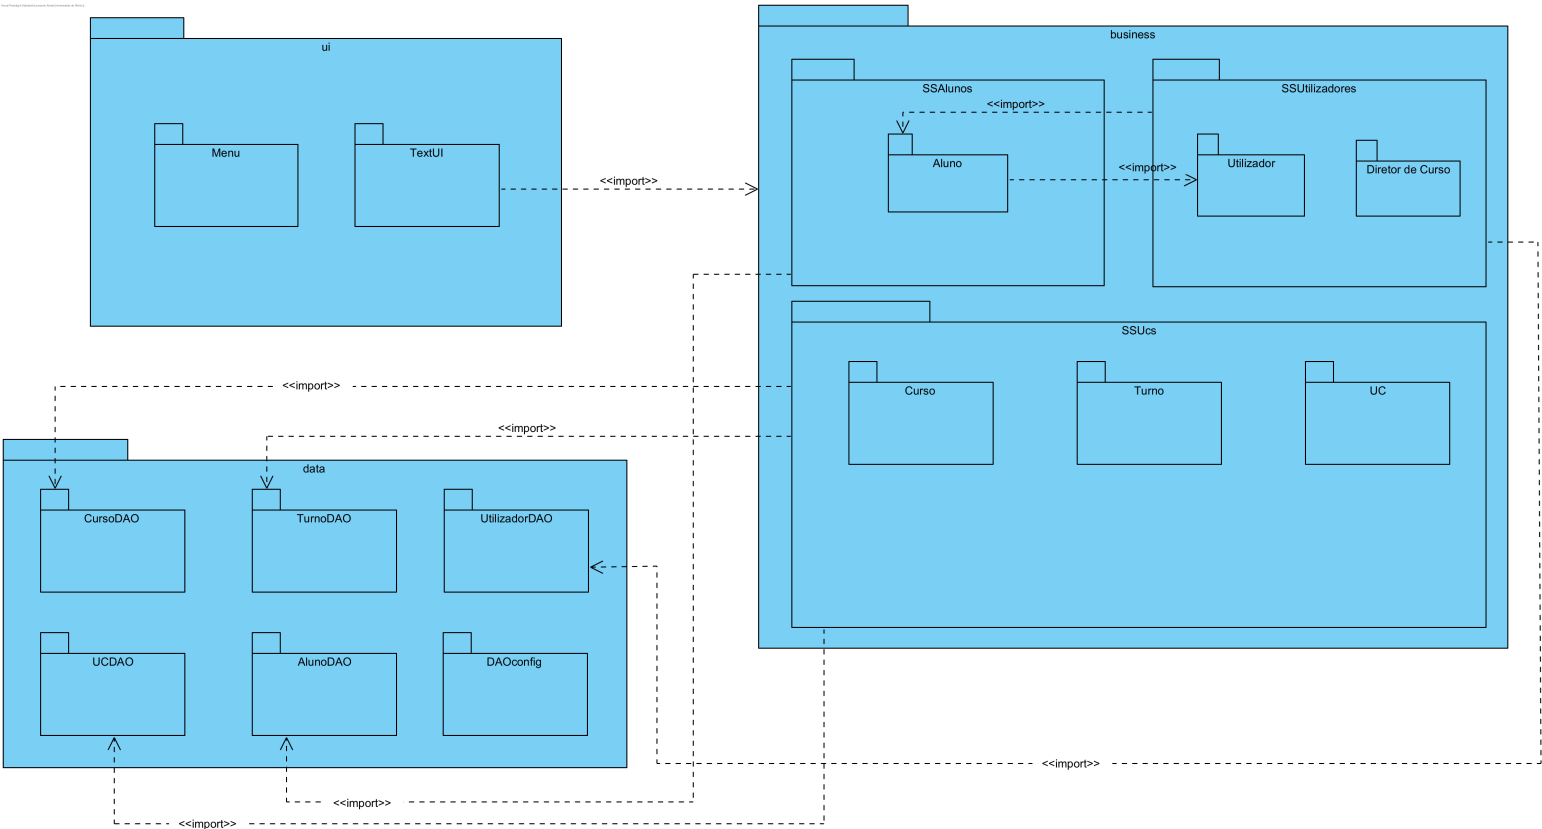 ui
Menu
TextUI
<<import>>
business
SSAlunos
SSUtilizadores
<<import>>
Aluno
<<import>>
Utilizador
Diretor de Curso
SSUcs
Curso
Turno
UC
<<import>>
<<import>>
data
CursoDAO
TurnoDAO
UtilizadorDAO
UCDAO
AlunoDAO
DAOconfig
<<import>>
<<import>>
<<import>>